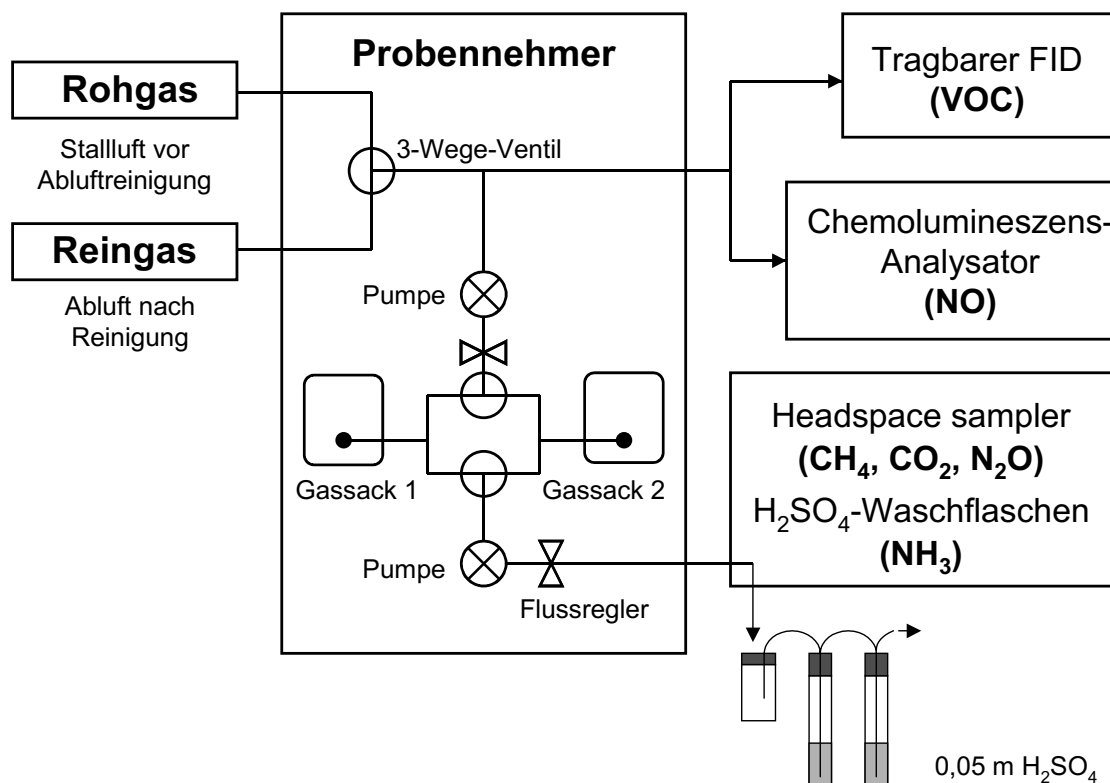 Probennehmer
Rohgas
Stallluft vor
Abluftreinigung
Reingas
Abluft nach
Reinigung
3-Wege-Ventil
Pumpe
Gassack 1
Gassack 2
Pumpe
Flussregler
Tragbarer FID
(VOC)
Chemolumineszens-
Analysator
(NO)
Headspace sampler
(CH₄, CO₂, N₂O)
H₂SO₄-Waschflaschen
(NH₃)
0,05 m H₂SO₄